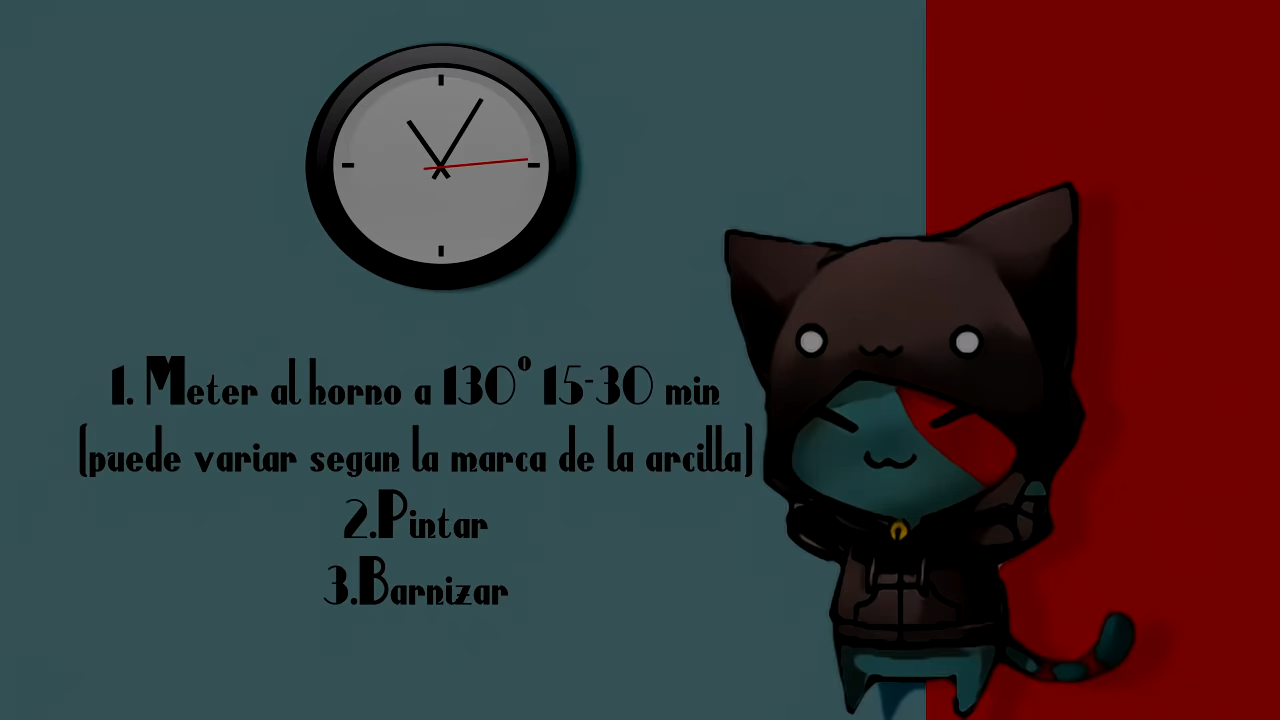 1. Meter al horno a 130º 15-30 min
(puede variar segun la marca de la arcilla)
2.Pintar
3.Barnizar